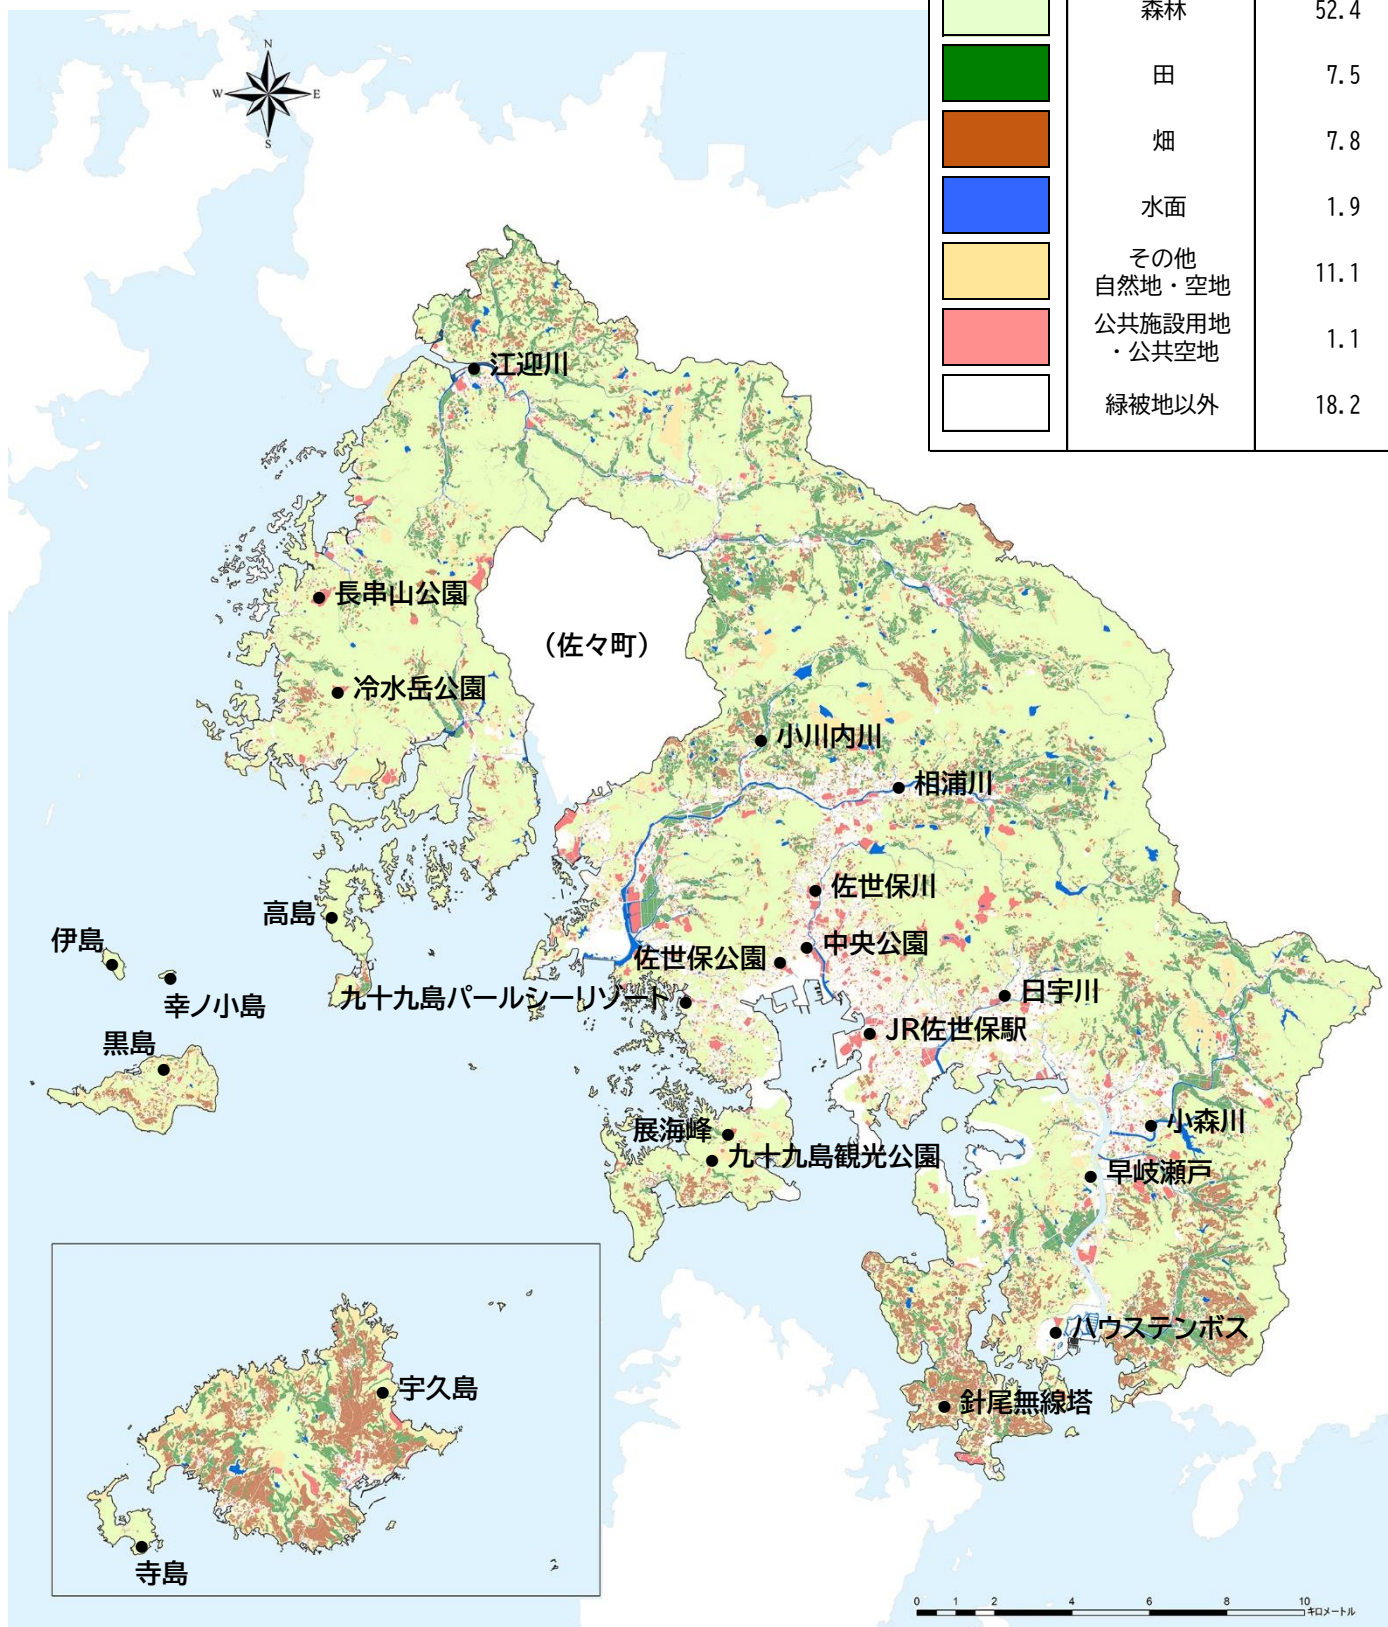 森林 52.4
田 7.5
畑 7.8
水面 1.9
その他
自然地・空地 11.1
公共施設用地
・公共空地 1.1
緑被地以外 18.2
N
W E
S
江迎川
長串山公園
(佐々町)
冷水岳公園
小川内川
相浦川
佐世保川
高島
伊島
中央公園
佐世保公園
幸ノ小島
九十九島パールシーリゾート
日宇川
JR佐世保駅
黒島
小森川
展海峰
九十九島観光公園
早岐瀬戸
ハウステンボス
宇久島
針尾無線塔
寺島
0 1 2 4 6 8 10
キロメートル